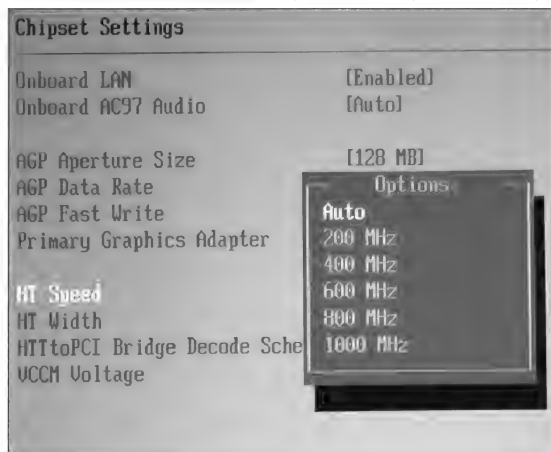 Chipset Settings
Onboard LAN [Enabled]
Onboard AC97 Audio [Auto]
AGP Aperture Size [128 MB]
AGP Data Rate
AGP Fast Write
Primary Graphics Adapter
HT Speed
HT Width
HTTtoPCI Bridge Decode Sche
VCCM Voltage
Options
Auto
200 MHz
400 MHz
600 MHz
800 MHz
1000 MHz